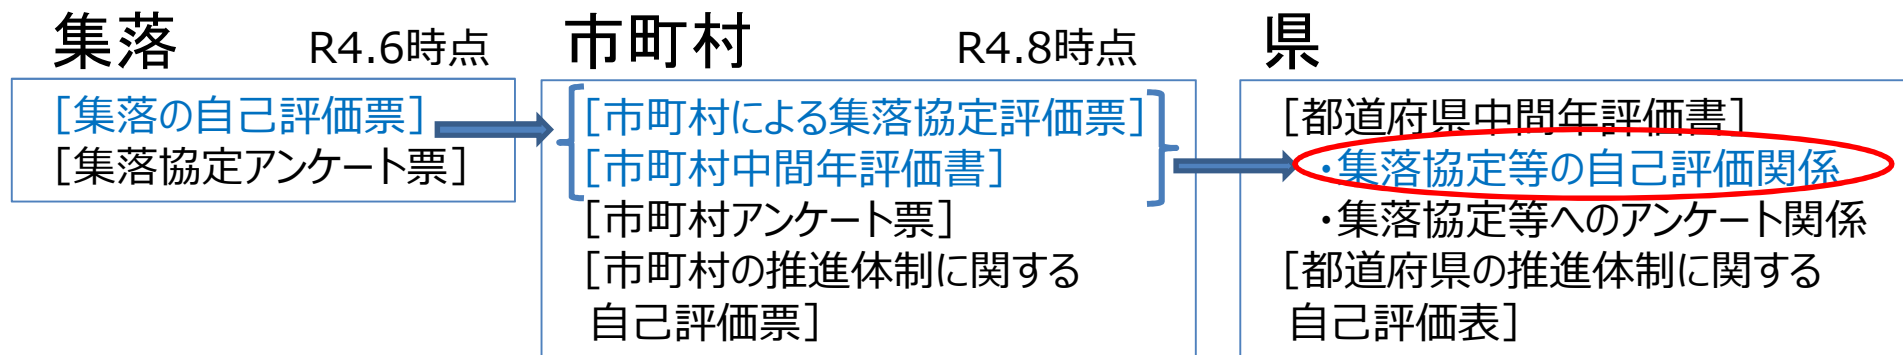 集落 R4.6時点
［集落の自己評価票］
［集落協定アンケート票］
市町村 R4.8時点
［市町村による集落協定評価票］
［市町村中間年評価書］
［市町村アンケート票］
［市町村の推進体制に関する
自己評価票］
県
［都道府県中間年評価書］
・集落協定等の自己評価関係
・集落協定等へのアンケート関係
［都道府県の推進体制に関する
自己評価表］